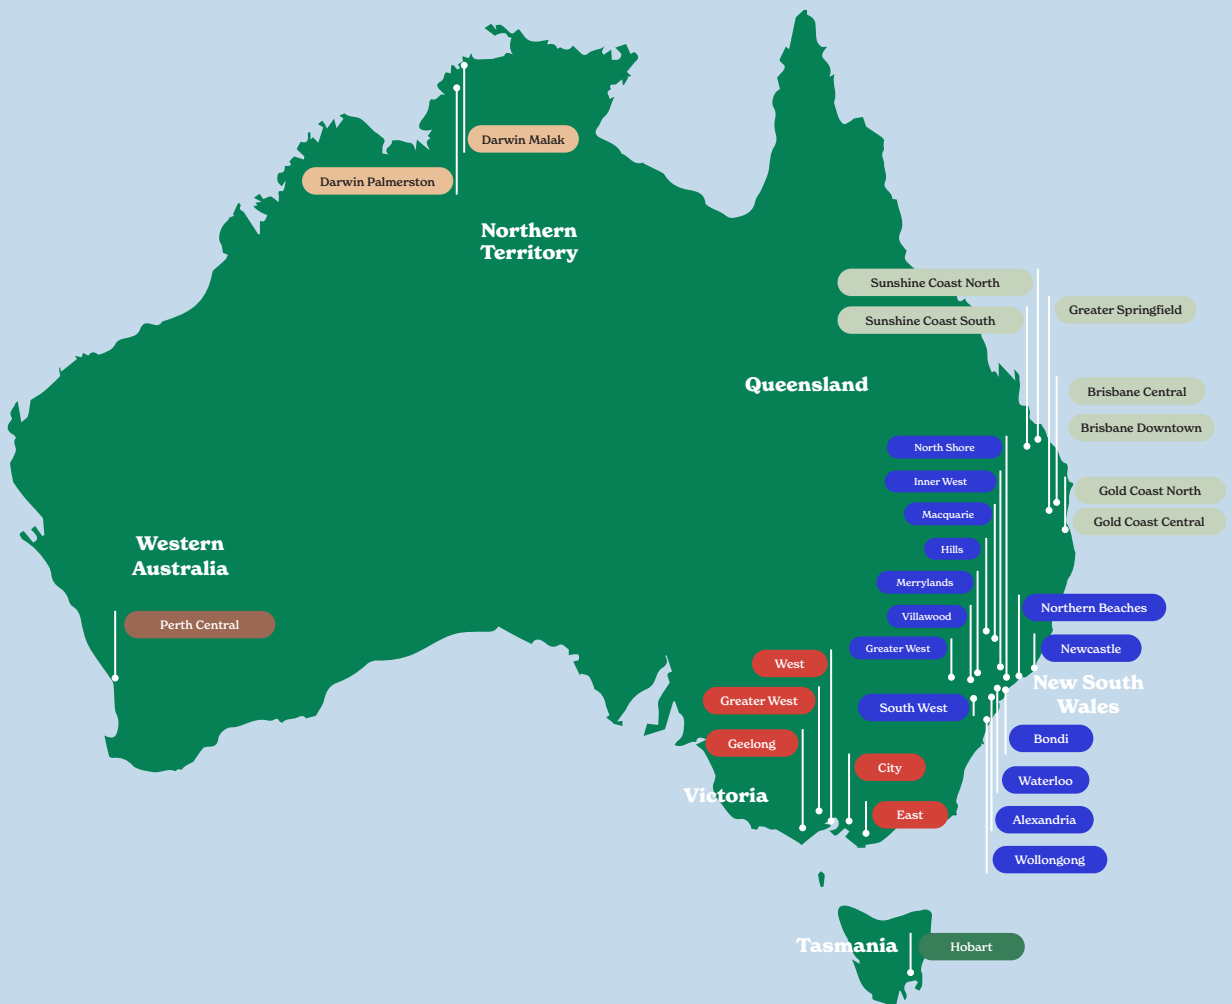 Darwin Malak
Darwin Palmerston
Northern
Territory
Sunshine Coast North
Greater Springfield
Sunshine Coast South
Queensland
Brisbane Central
Brisbane Downtown
North Shore
Inner West
Gold Coast North
Macquarie
Gold Coast Central
Hills
Western
Australia
Merrylands
Northern Beaches
Villawood
Perth Central
Greater West
Newcastle
West
New South
Wales
Greater West
South West
Geelong
Bondi
City
Waterloo
Victoria
East
Alexandria
Wollongong
Tasmania
Hobart